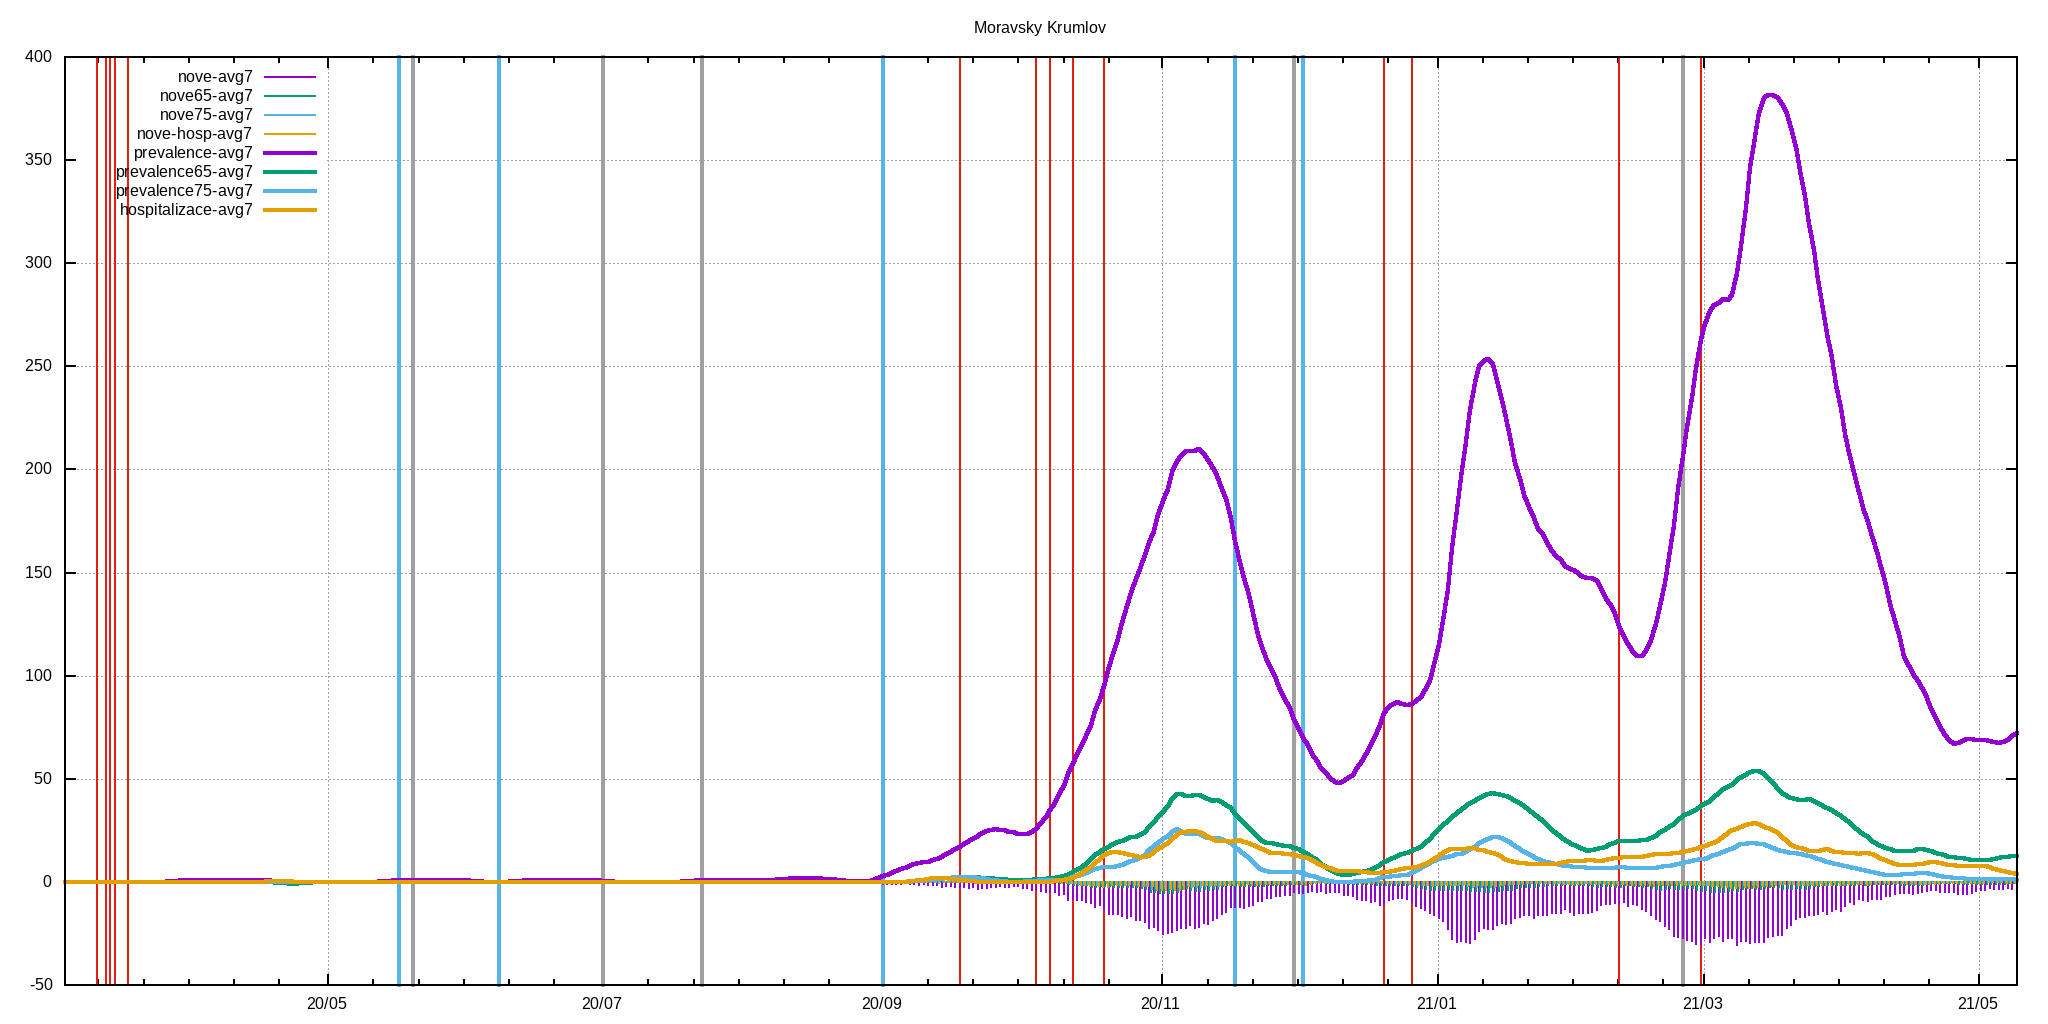 Moravsky Krumlov
400
350
300
250
200
150
100
50
0
-50
nove-avg7
nove65-avg7
nove75-avg7
nove-hosp-avg7
prevalence-avg7
prevalence65-avg7
prevalence75-avg7
hospitalizace-avg7
20/05 20/07 20/09 20/11 21/01 21/03 21/05